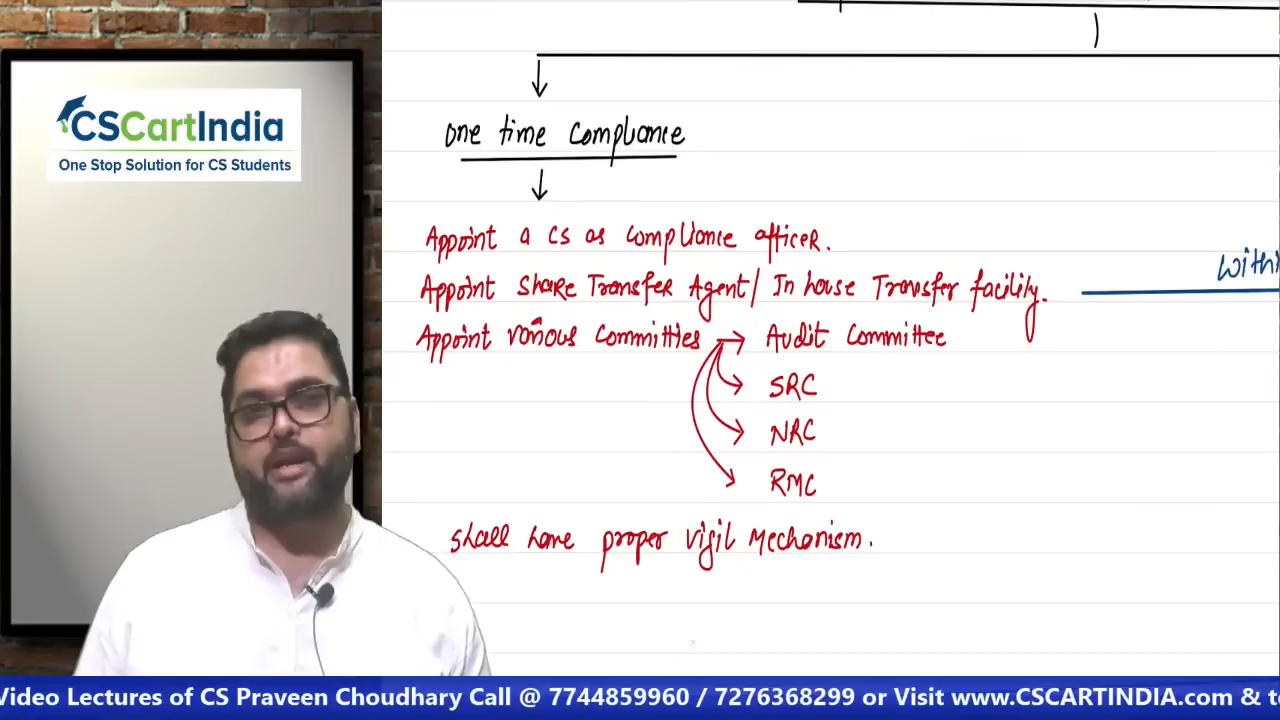 CSCartIndia
One Stop Solution for CS Students
One time Compliance
Appoint a CS as Compliance officer.
Appoint Share Transfer Agent/ In house Transfer facility.
Withi
Appoint various Committies → Audit Committee
SRC
NRC
RMC
Shall have proper vigil Mechanism.
Video Lectures of CS Praveen Choudhary Call @ 7744859960 / 7276368299 or Visit www.CSCARTINDIA.com & t